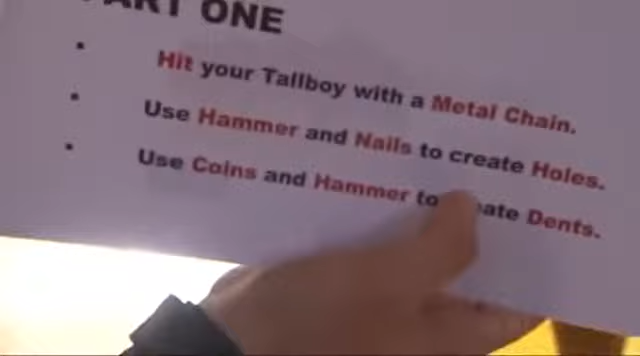 PART ONE
• Hit your Tallboy with a Metal Chain.
• Use Hammer and Nails to create Holes.
• Use Coins and Hammer to Dents.